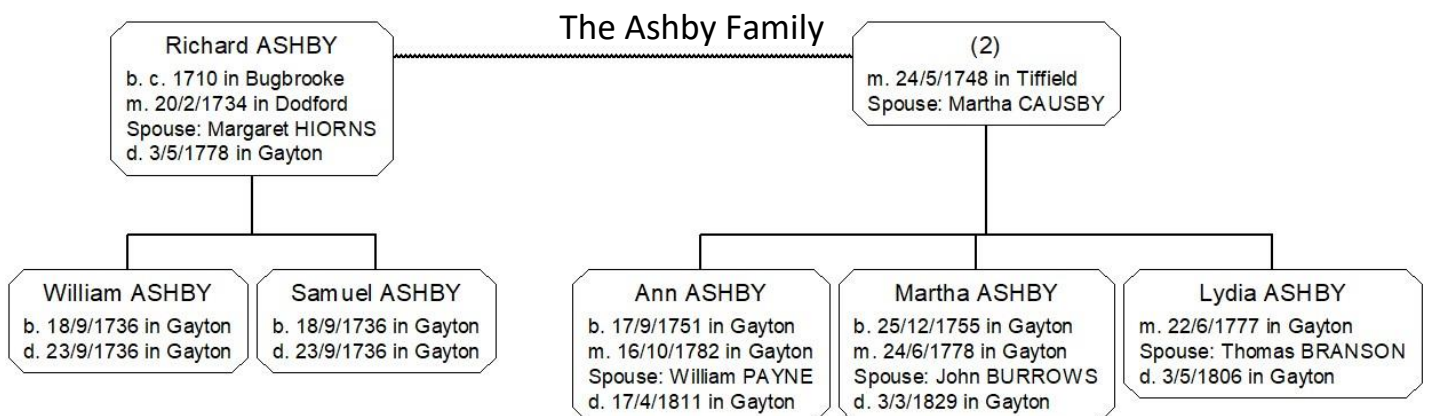 The Ashby Family
Richard ASHBY
b. c. 1710 in Bugbrooke
m. 20/2/1734 in Dodford
Spouse: Margaret HIORNS
d. 3/5/1778 in Gayton
(2)
m. 24/5/1748 in Tiffield
Spouse: Martha CAUSBY
William ASHBY
b. 18/9/1736 in Gayton
d. 23/9/1736 in Gayton
Samuel ASHBY
b. 18/9/1736 in Gayton
d. 23/9/1736 in Gayton
Ann ASHBY
b. 17/9/1751 in Gayton
m. 16/10/1782 in Gayton
Spouse: William PAYNE
d. 17/4/1811 in Gayton
Martha ASHBY
b. 25/12/1755 in Gayton
m. 24/6/1778 in Gayton
Spouse: John BURROWS
d. 3/3/1829 in Gayton
Lydia ASHBY
m. 22/6/1777 in Gayton
Spouse: Thomas BRANSON
d. 3/5/1806 in Gayton